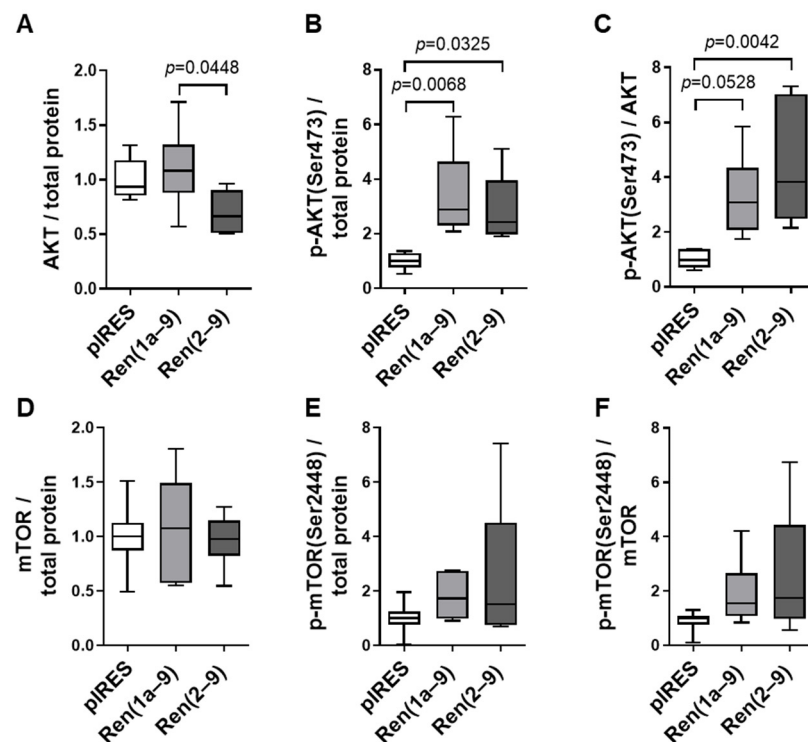 A
AKT / total protein
2.0
1.5
1.0
0.5
0.0
p=0.0448
pIRES
Ren(1a–9)
Ren(2–9)
B
p-AKT(Ser473) /
total protein
8
6
4
2
0
p=0.0325
p=0.0068
pIRES
Ren(1a–9)
Ren(2–9)
C
p-AKT(Ser473) / AKT
8
6
4
2
0
p=0.0042
p=0.0528
pIRES
Ren(1a–9)
Ren(2–9)
D
mTOR /
total protein
2.0
1.5
1.0
0.5
0.0
pIRES
Ren(1a–9)
Ren(2–9)
E
p-mTOR(Ser2448) /
total protein
8
6
4
2
0
pIRES
Ren(1a–9)
Ren(2–9)
F
p-mTOR(Ser2448) /
mTOR
8
6
4
2
0
pIRES
Ren(1a–9)
Ren(2–9)